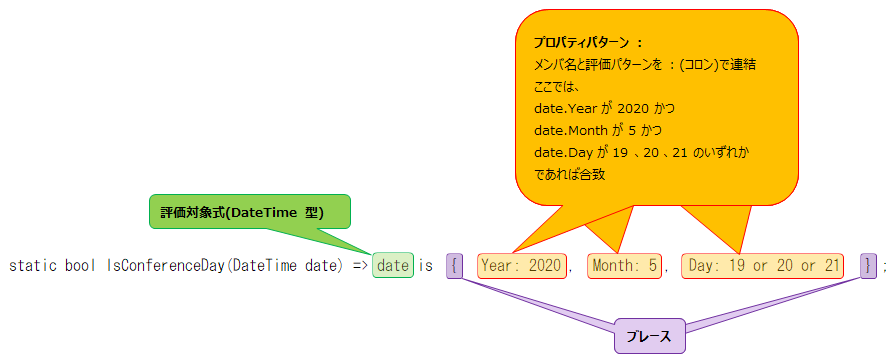 プロパティパターン :
メンバ名と評価パターンを : (コロン)で連結
ここでは、
date.Year が 2020 かつ
date.Month が 5 かつ
date.Day が 19 、20 、21 のいずれか
であれば合致
評価対象式(DateTime 型)
static bool IsConferenceDay(DateTime date) => date is { Year: 2020, Month: 5, Day: 19 or 20 or 21 } ;
ブレース